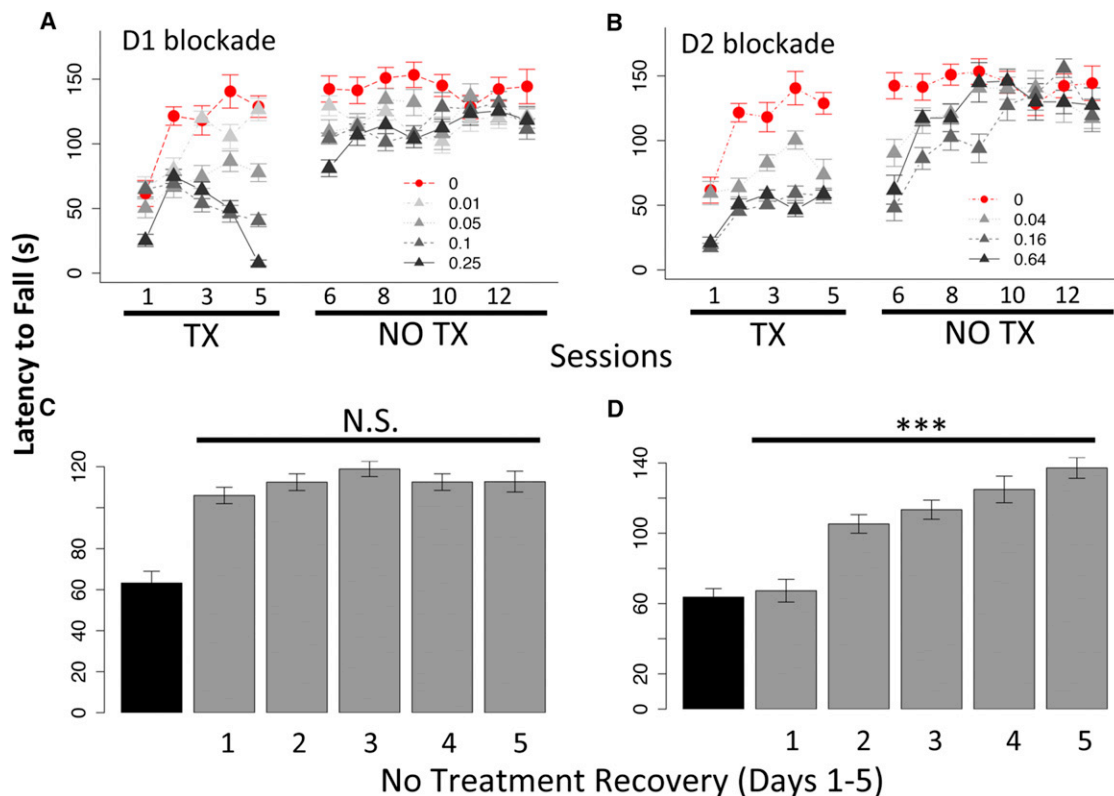 A
B
D1 blockade
D2 blockade
Latency to Fall (s)
150
100
50
0
0
0.01
0.05
0.1
0.25
1 3 5 6 8 10 12
TX NO TX
150
100
50
0
0
0.04
0.16
0.64
1 3 5 6 8 10 12
TX NO TX
Sessions
C
D
N.S.
***
120
100
80
60
40
20
0
1 2 3 4 5
140
100
60
40
20
0
1 2 3 4 5
No Treatment Recovery (Days 1-5)